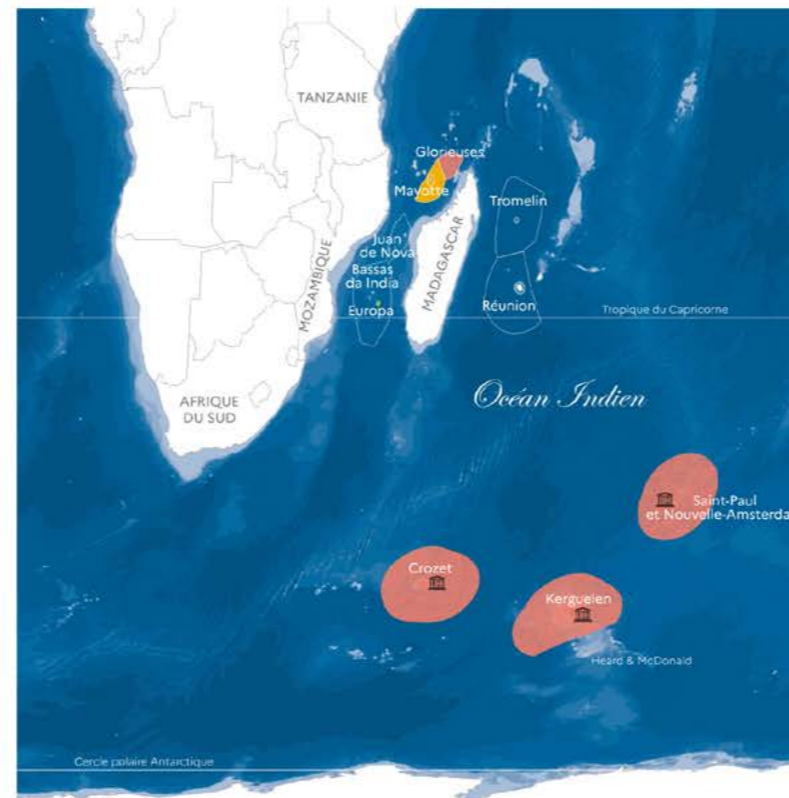 TANZANIE
Glorieuses
Mayotte
Tromelin
Juan
de Nova
Bassas
da India
Europa
MOZAMBIQUE
MADAGASCAR
Réunion
Tropique du Capricorne
AFRIQUE
DU SUD
Océan Indien
Saint-Paul
et Nouvelle-Amsterda
Crozet
Kerguelen
Heard & McDonald
Cercle polaire Antarctique